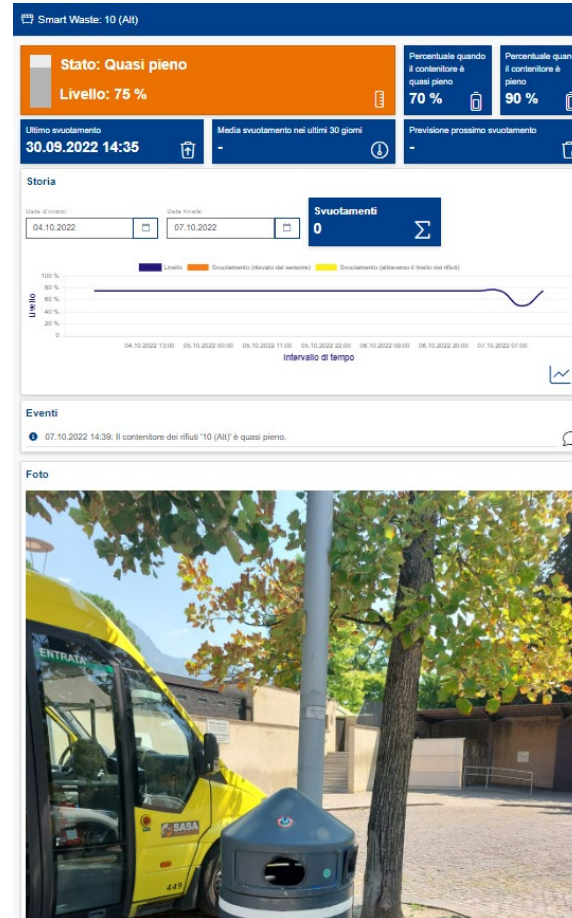 Smart Waste: 10 (Alt)
Stato: Quasi pieno
Livello: 75 %
Percentuale quando
il contenitore è
quasi pieno
70 %
Percentuale quan
il contenitore è
pieno
90 %
Ultimo svuotamento
30.09.2022 14:35
Media svuotamento nei ultimi 30 giorni
-
Previsione prossimo svuotamento
-
Storia
Data d'inizio:
04.10.2022
Data finale:
07.10.2022
Svuotamenti
0
Livello
Svuotamento (rilevato dal sensore)
Svuotamento (attraverso il livello dei rifiuti)
100 %
80 %
60 %
40 %
20 %
0
Livello
04.10.2022 13:00 05.10.2022 00:00 05.10.2022 11:00 05.10.2022 22:00 06.10.2022 09:00 06.10.2022 20:00 07.10.2022 07:00
Intervallo di tempo
Eventi
07.10.2022 14:39: Il contenitore dei rifiuti '10 (Alt)' è quasi pieno.
Foto
ENTRATA
SASA
449